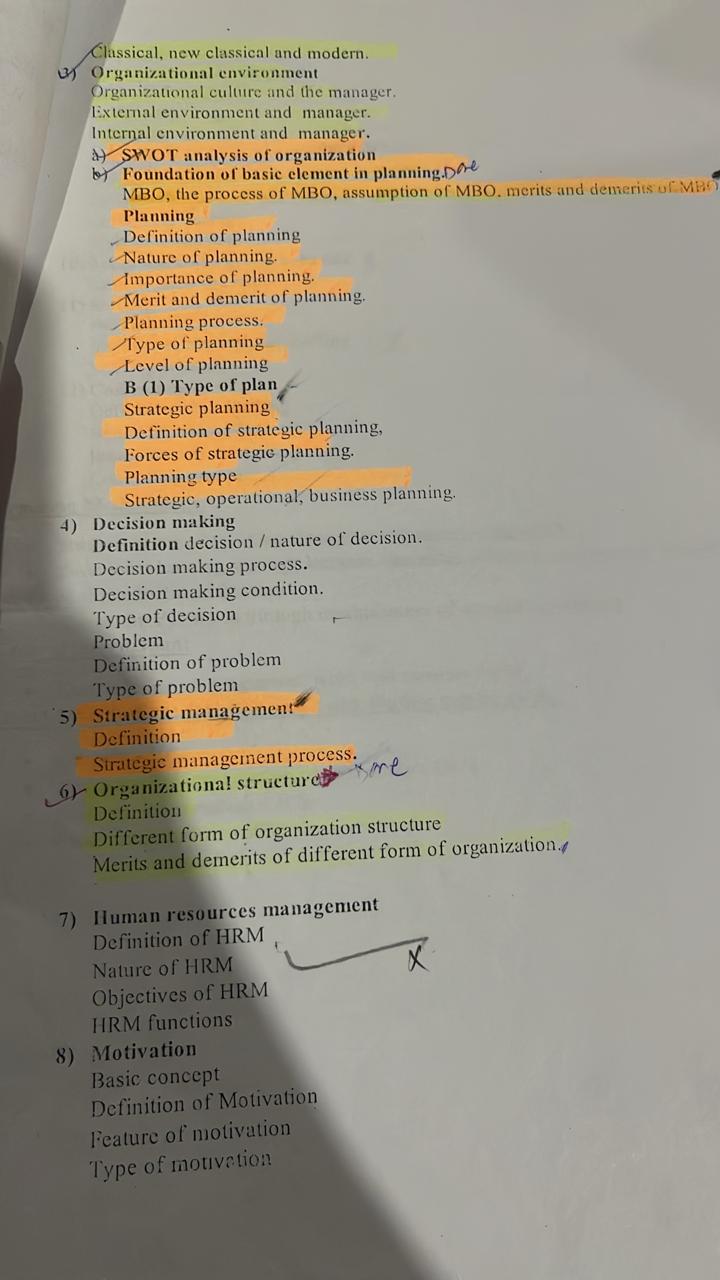 Classical, new classical and modern.
3) Organizational environment
Organizational culture and the manager.
External environment and manager.
Internal environment and manager.
a) SWOT analysis of organization
b) Foundation of basic element in planning. Done
MBO, the process of MBO, assumption of MBO. merits and demerits of MBO
Planning
Definition of planning
Nature of planning.
Importance of planning.
Merit and demerit of planning.
Planning process.
Type of planning
Level of planning
B (1) Type of plan
Strategic planning
Definition of strategic planning,
Forces of strategic planning.
Planning type
Strategic, operational, business planning.
4) Decision making
Definition decision / nature of decision.
Decision making process.
Decision making condition.
Type of decision
Problem
Definition of problem
Type of problem
5) Strategic management
Definition
Strategic management process.
6) Organizational structure Done
Definition
Different form of organization structure
Merits and demerits of different form of organization.
7) Human resources management
Definition of HRM
Nature of HRM
X
Objectives of HRM
HRM functions
8) Motivation
Basic concept
Definition of Motivation
Feature of motivation
Type of motivation